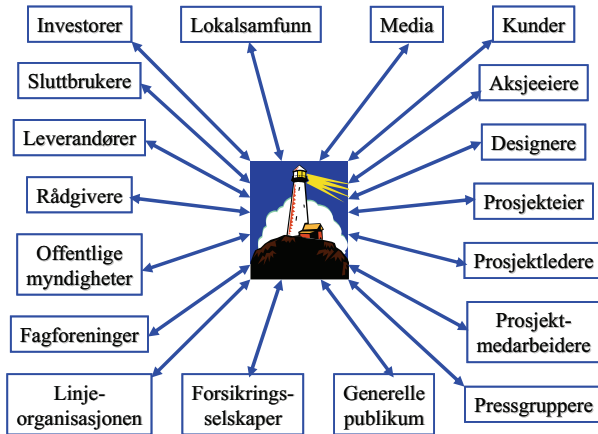 Investorer
Lokalsamfunn
Media
Kunder
Sluttbrukere
Aksjeeiere
Leverandører
Designere
Rådgivere
Prosjekteier
Offentlige
myndigheter
Prosjektledere
Fagforeninger
Prosjekt-
medarbeidere
Linje-
organisasjonen
Forsikrings-
selskaper
Generelle
publikum
Pressgruppere